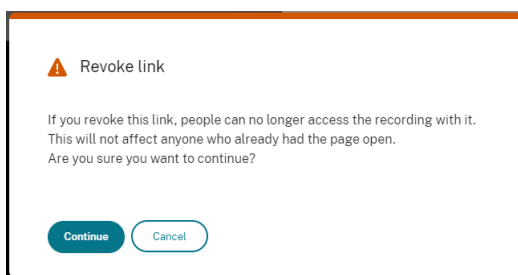 Revoke link
If you revoke this link, people can no longer access the recording with it.
This will not affect anyone who already had the page open.
Are you sure you want to continue?
Continue Cancel